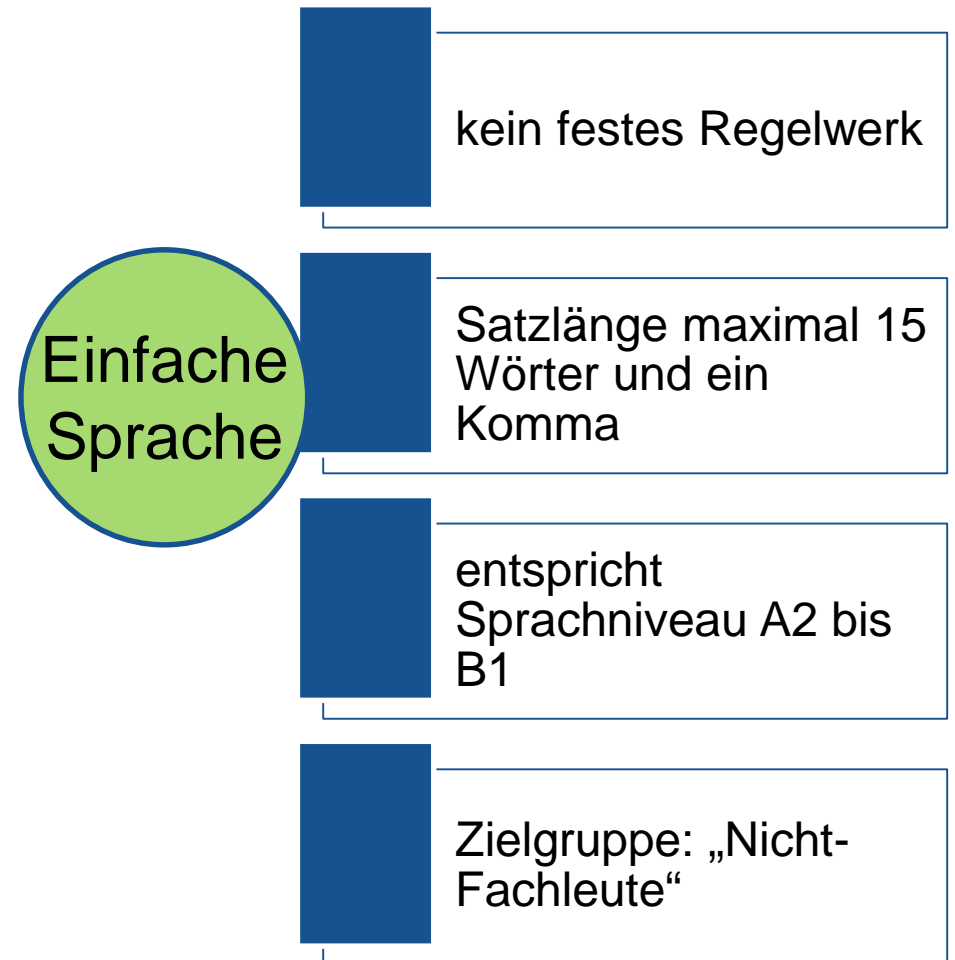 kein festes Regelwerk
Einfache
Sprache
Satzlänge maximal 15
Wörter und ein
Komma
entspricht
Sprachniveau A2 bis
B1
Zielgruppe: „Nicht-
Fachleute“